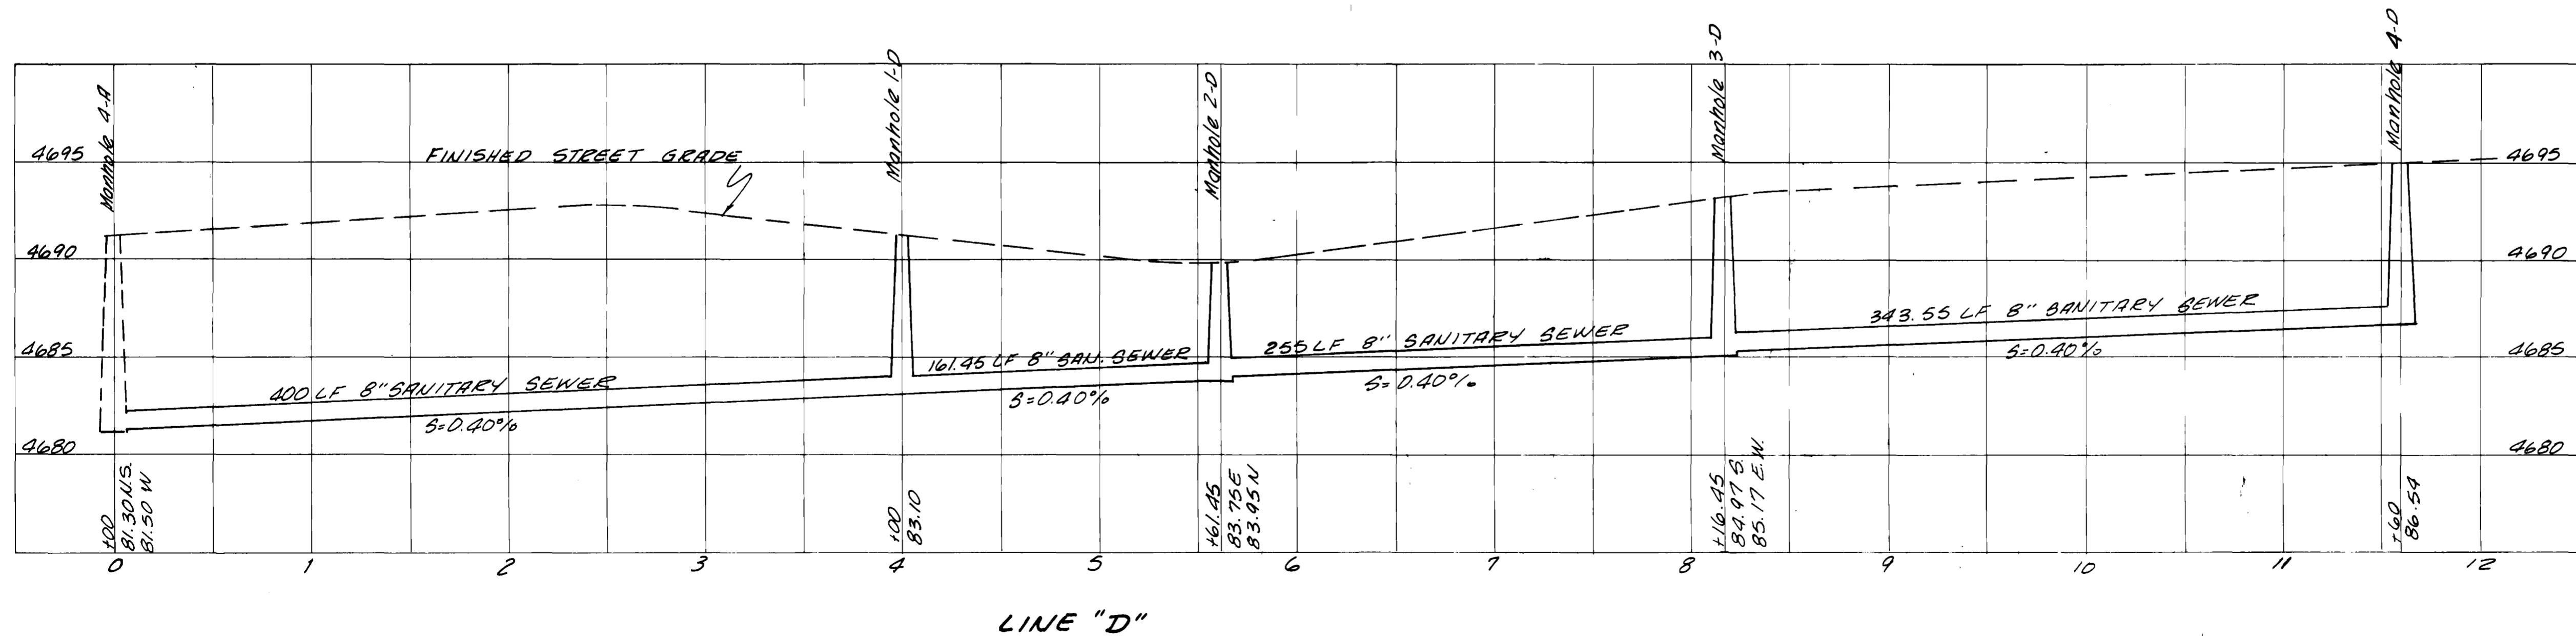 Manhole 4-A
Manhole 1-D
Manhole 2-D
Manhole 3-D
Manhole 4-D
4695
FINISHED STREET GRADE
4695
4690
4690
4685
4685
4680
4680
400 LF 8" SANITARY SEWER
S=0.40%
161.45 LF 8" SAN. SEWER
S=0.40%
255 LF 8" SANITARY SEWER
S=0.40%
343.55 LF 8" SANITARY SEWER
S=0.40%
+00
81.30 N.S.
81.50 W
+00
83.10
+61.45
83.75 E
83.95 N
+16.45
84.97 S.
85.17 E.W.
+60
86.54
0 1 2 3 4 5 6 7 8 9 10 11 12
LINE "D"